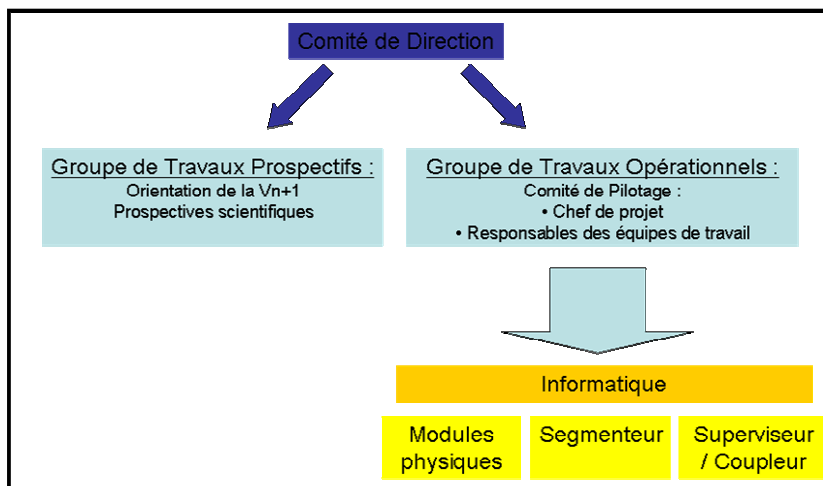 Comité de Direction
Groupe de Travaux Prospectifs :
Orientation de la Vn+1
Prospectives scientifiques
Groupe de Travaux Opérationnels :
Comité de Pilotage :
• Chef de projet
• Responsables des équipes de travail
Informatique
Modules
physiques
Segmenteur
Superviseur
/ Coupleur